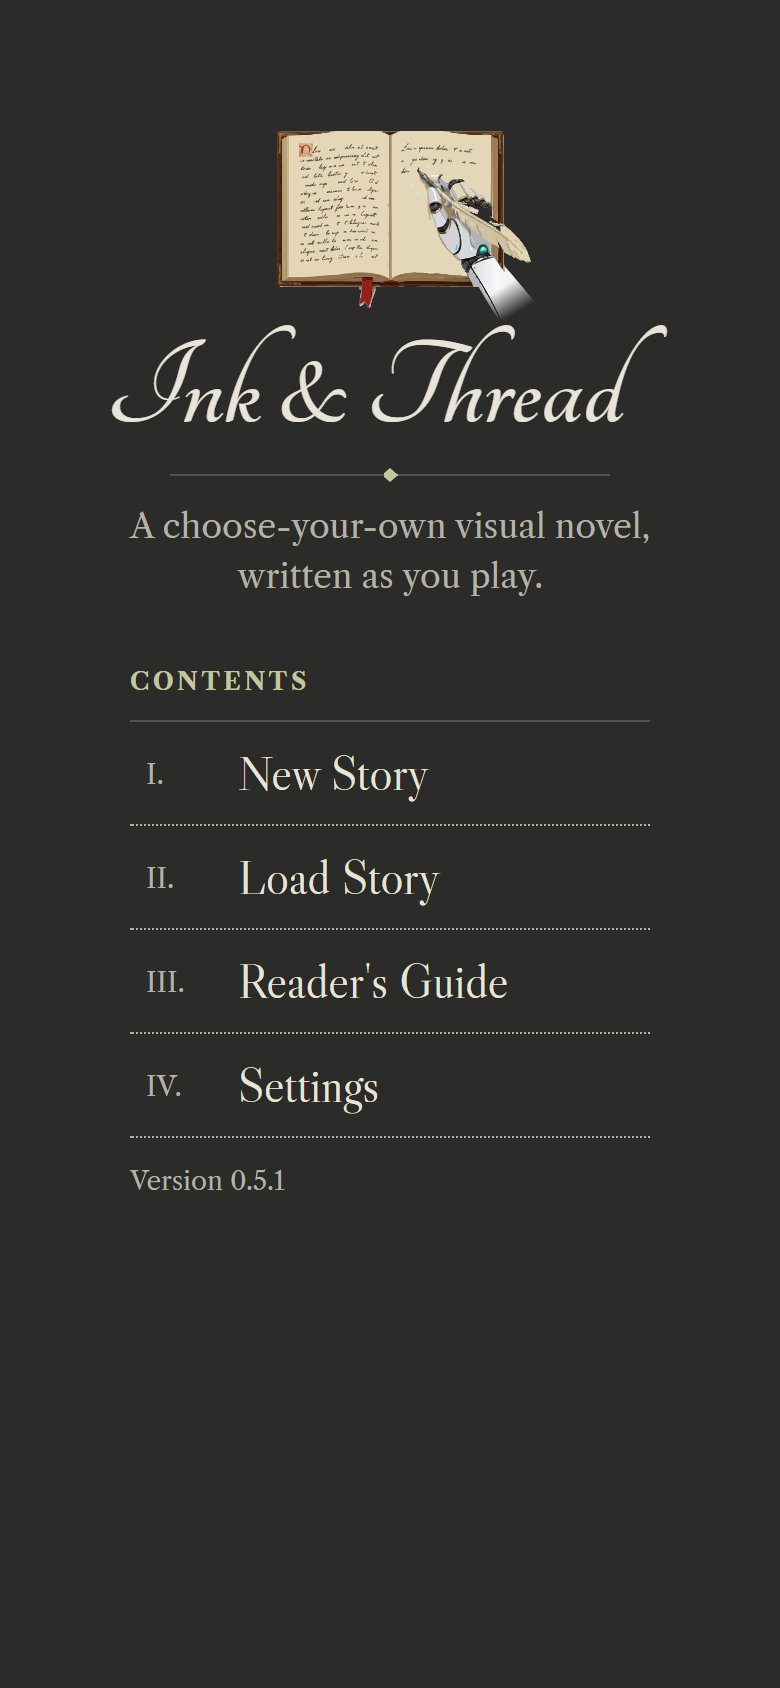 Ink & Thread
A choose-your-own visual novel,
written as you play.
CONTENTS
I. New Story
II. Load Story
III. Reader's Guide
IV. Settings
Version 0.5.1